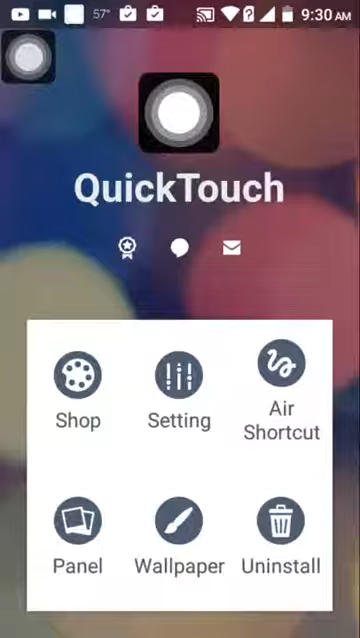 57°
9:30 AM
QuickTouch
Shop
Setting
Air
Shortcut
Panel
Wallpaper
Uninstall